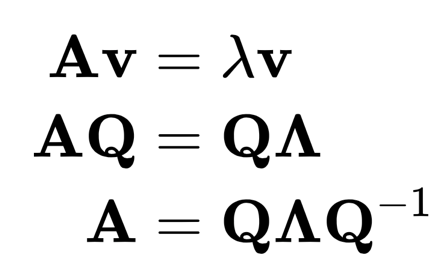 𝐀𝐯 = λ𝐯
𝐀𝐐 = 𝐐𝚲
𝐀 = 𝐐𝚲𝐐⁻¹